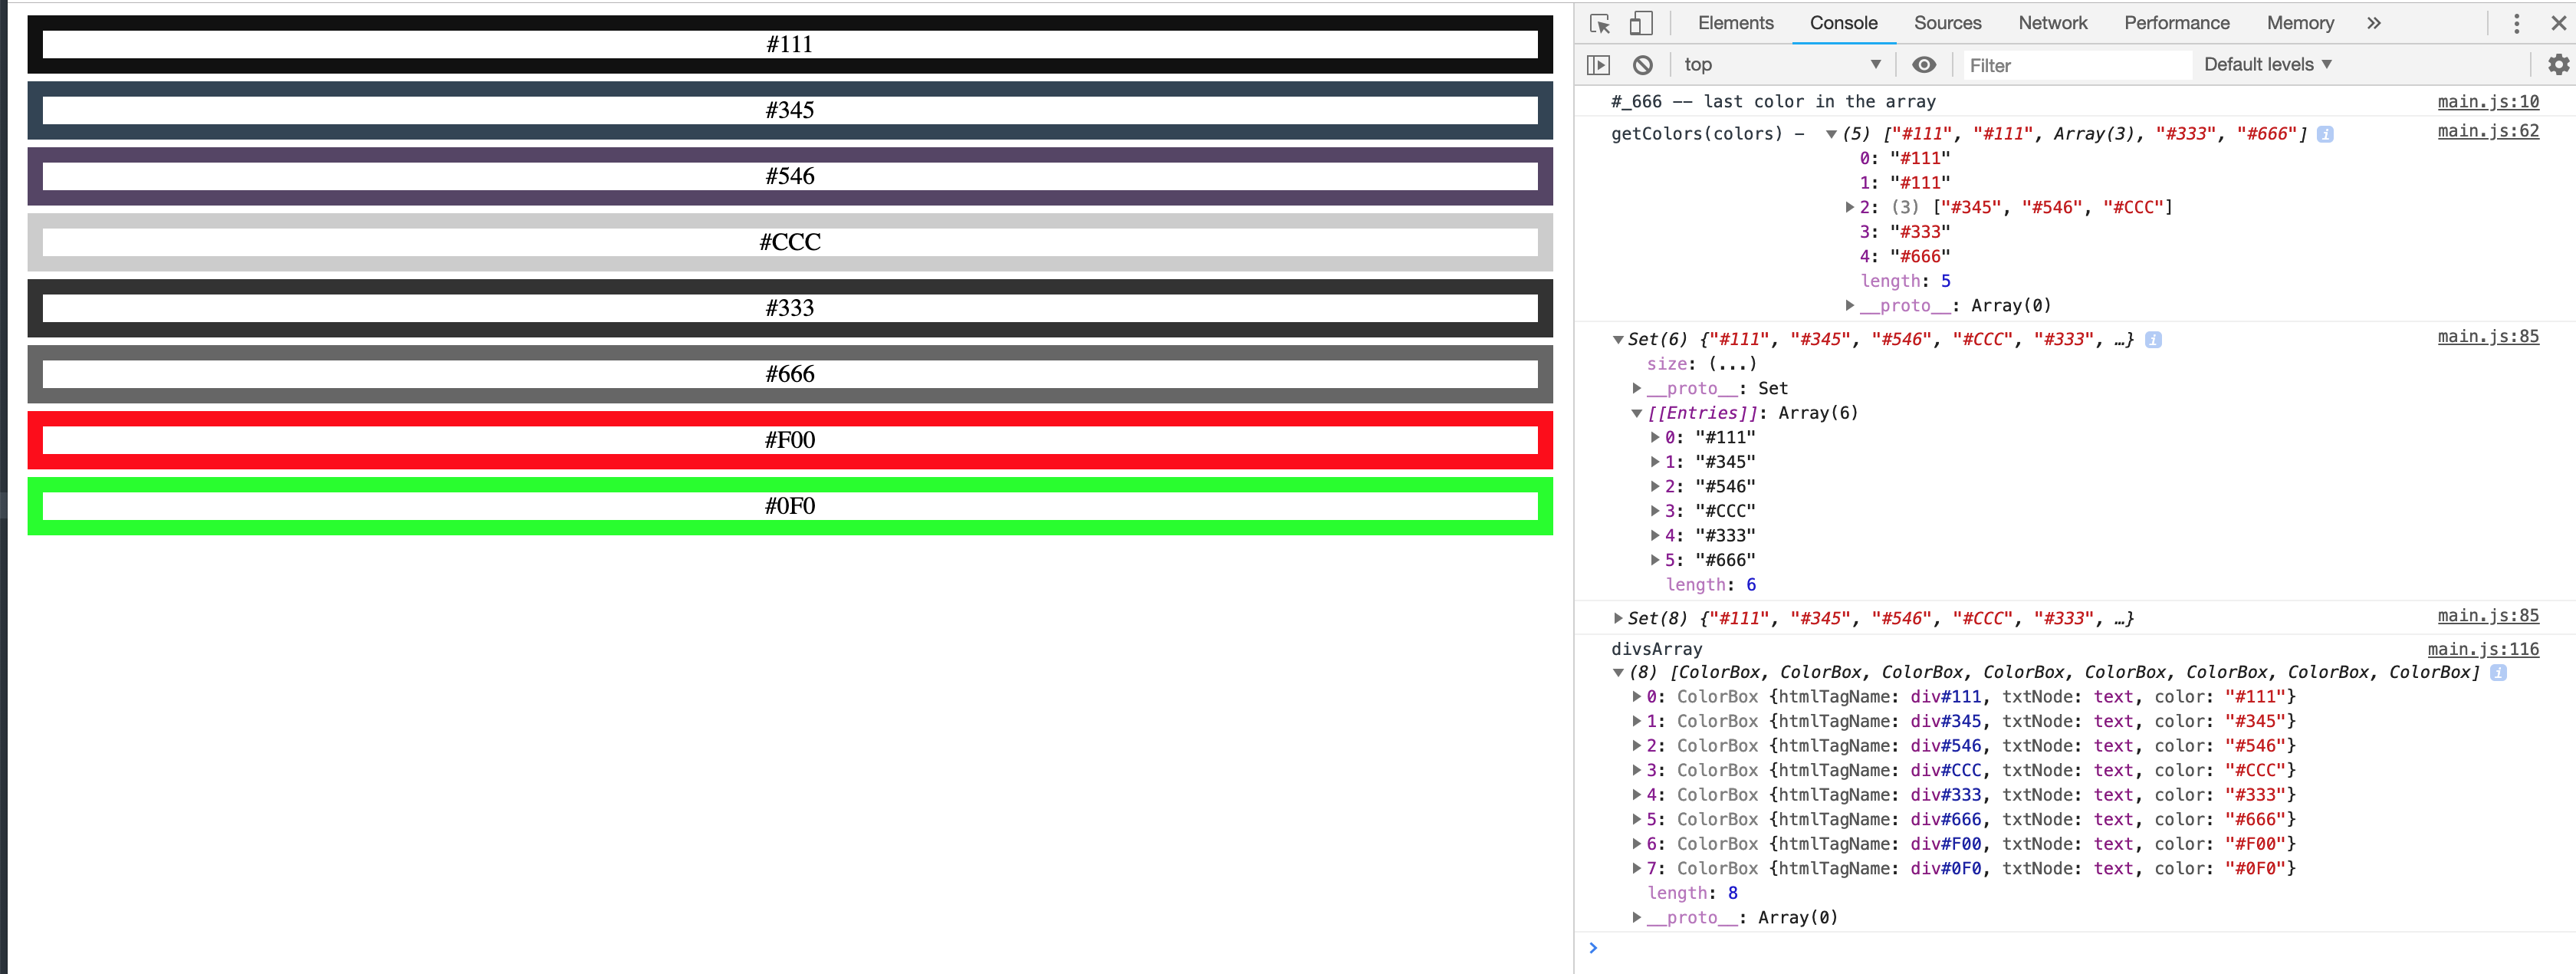 #111
#345
#546
#CCC
#333
#666
#F00
#0F0
Elements Console Sources Network Performance Memory »
top ▼ Filter Default levels ▼
#_666 -- last color in the array main.js:10
getColors(colors) - ▼(5) ["#111", "#111", Array(3), "#333", "#666"] i main.js:62
0: "#111"
1: "#111"
▶2: (3) ["#345", "#546", "#CCC"]
3: "#333"
4: "#666"
length: 5
▶__proto__: Array(0)
▼Set(6) {"#111", "#345", "#546", "#CCC", "#333", …} i main.js:85
size: (...)
▶__proto__: Set
▼[[Entries]]: Array(6)
▶0: "#111"
▶1: "#345"
▶2: "#546"
▶3: "#CCC"
▶4: "#333"
▶5: "#666"
length: 6
▶Set(8) {"#111", "#345", "#546", "#CCC", "#333", …} main.js:85
divsArray main.js:116
▼(8) [ColorBox, ColorBox, ColorBox, ColorBox, ColorBox, ColorBox, ColorBox, ColorBox] i
▶0: ColorBox {htmlTagName: div#111, txtNode: text, color: "#111"}
▶1: ColorBox {htmlTagName: div#345, txtNode: text, color: "#345"}
▶2: ColorBox {htmlTagName: div#546, txtNode: text, color: "#546"}
▶3: ColorBox {htmlTagName: div#CCC, txtNode: text, color: "#CCC"}
▶4: ColorBox {htmlTagName: div#333, txtNode: text, color: "#333"}
▶5: ColorBox {htmlTagName: div#666, txtNode: text, color: "#666"}
▶6: ColorBox {htmlTagName: div#F00, txtNode: text, color: "#F00"}
▶7: ColorBox {htmlTagName: div#0F0, txtNode: text, color: "#0F0"}
length: 8
▶__proto__: Array(0)